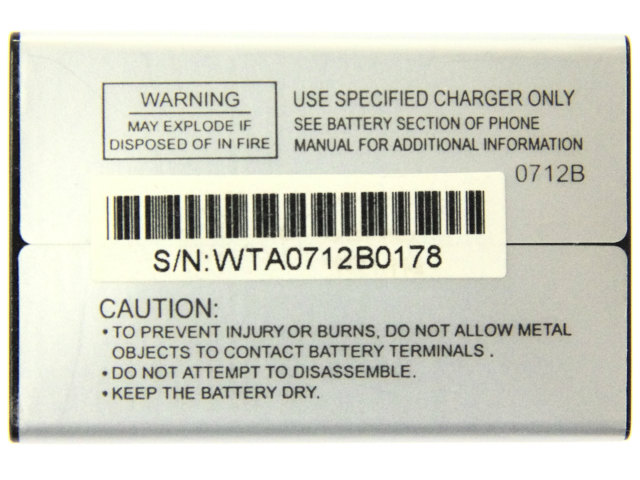 WARNING
MAY EXPLODE IF
DISPOSED OF IN FIRE
USE SPECIFIED CHARGER ONLY
SEE BATTERY SECTION OF PHONE
MANUAL FOR ADDITIONAL INFORMATION
0712B
S/N:WTA0712B0178
CAUTION:
•TO PREVENT INJURY OR BURNS, DO NOT ALLOW METAL
OBJECTS TO CONTACT BATTERY TERMINALS .
•DO NOT ATTEMPT TO DISASSEMBLE.
•KEEP THE BATTERY DRY.